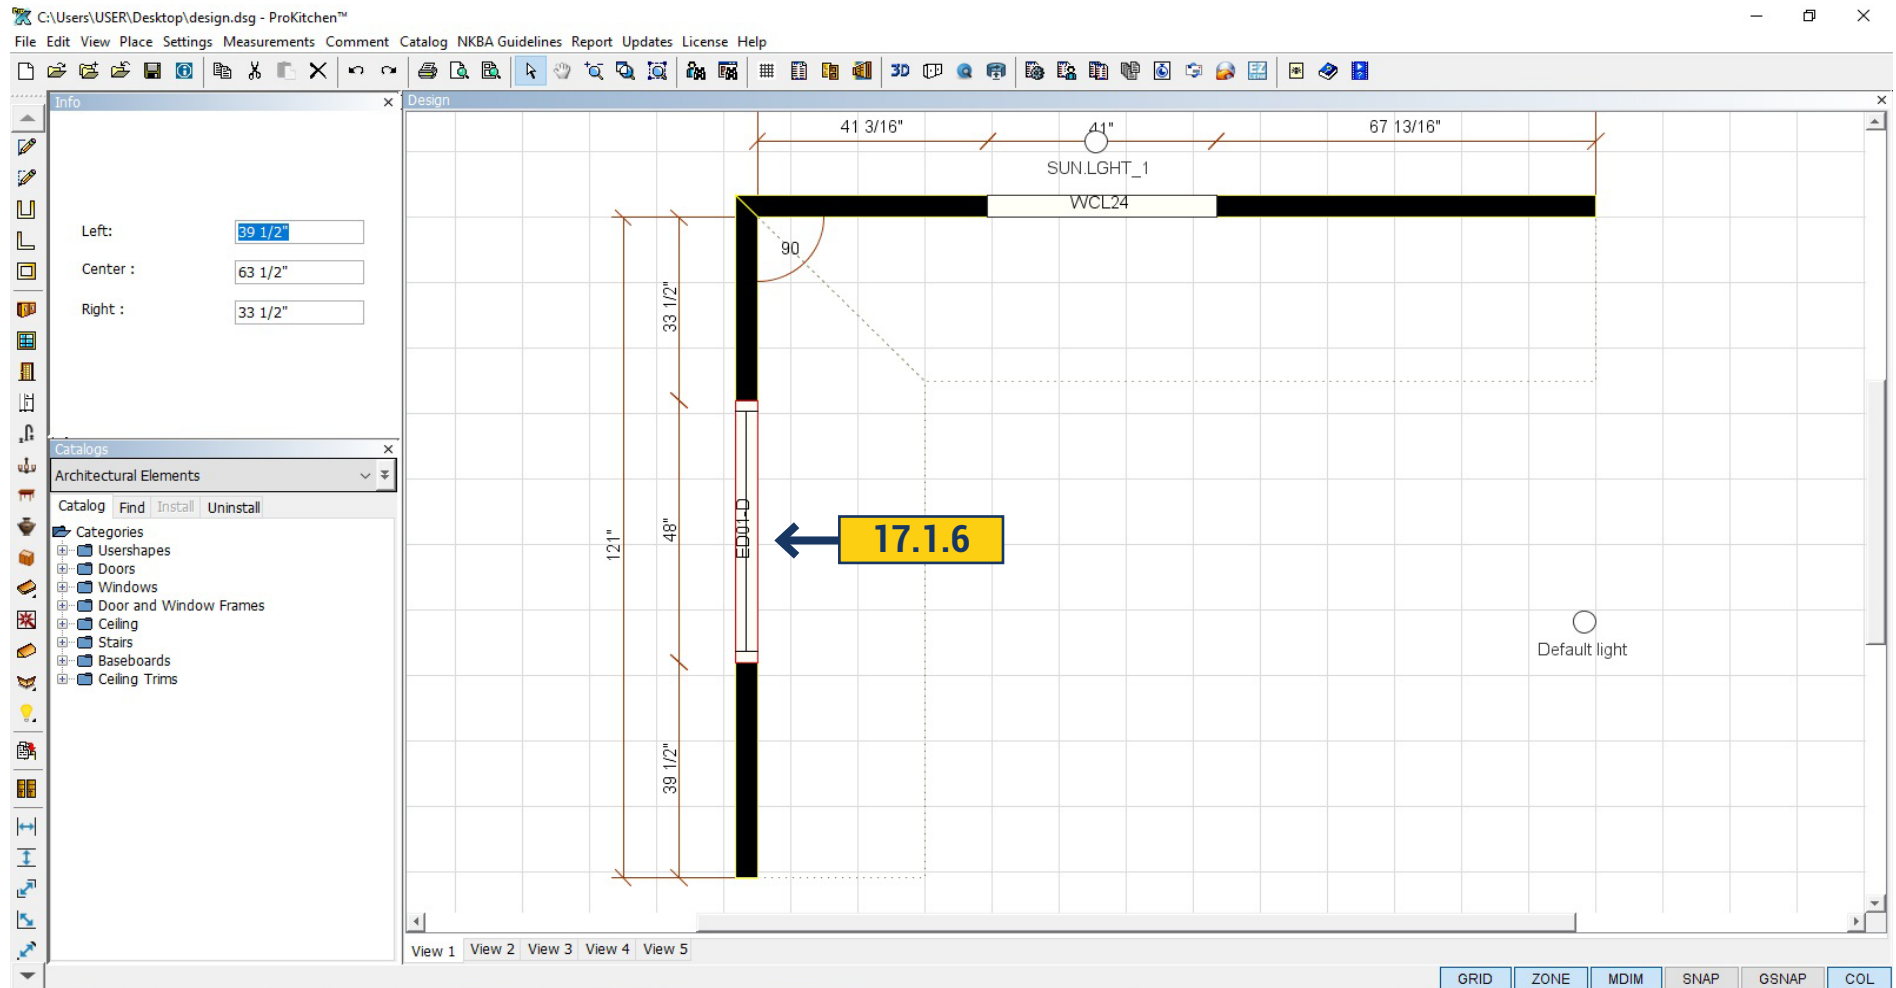 C:\Users\USER\Desktop\design.dsg - ProKitchen™
File Edit View Place Settings Measurements Comment Catalog NKBA Guidelines Report Updates License Help
3D
Info
Design
Left: 39 1/2"
Center : 63 1/2"
Right : 33 1/2"
Catalogs
Architectural Elements
Catalog Find Install Uninstall
Categories
Usershapes
Doors
Windows
Door and Window Frames
Ceiling
Stairs
Baseboards
Ceiling Trims
41 3/16" 41" 67 13/16"
SUN.LGHT_1
WCL24
90
33 1/2"
121"
48"
ED01-D
17.1.6
39 1/2"
Default light
View 1 View 2 View 3 View 4 View 5
GRID ZONE MDIM SNAP GSNAP COL